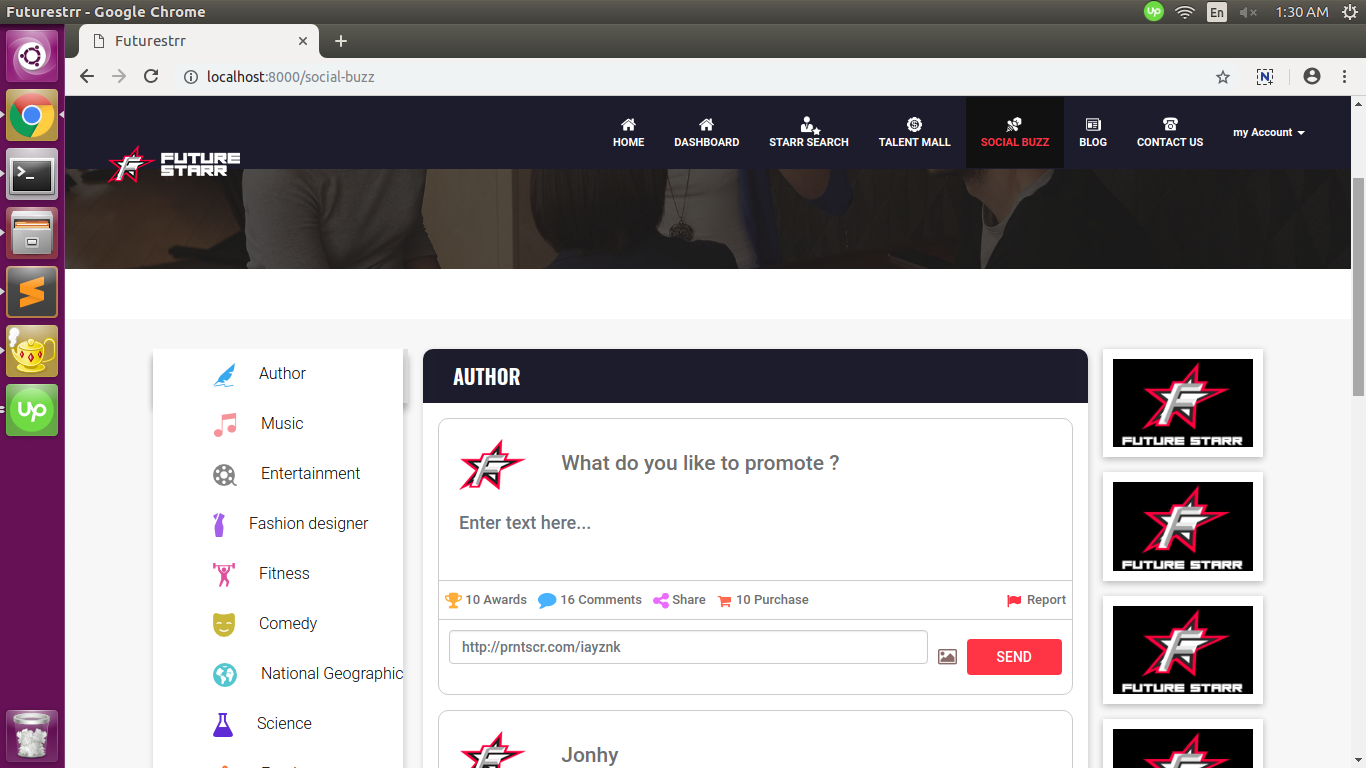 Futurestrr - Google Chrome
Up
En
1:30 AM
Futurestrr
localhost:8000/social-buzz
N
HOME
DASHBOARD
STARR SEARCH
TALENT MALL
SOCIAL BUZZ
BLOG
CONTACT US
my Account
FUTURE
STARR
Author
Music
Entertainment
Fashion designer
Fitness
Comedy
National Geographic
Science
AUTHOR
What do you like to promote ?
Enter text here...
10 Awards 16 Comments Share 10 Purchase Report
http://prntscr.com/iayznk
SEND
Jonhy
FUTURE STARR
FUTURE STARR
FUTURE STARR
Up